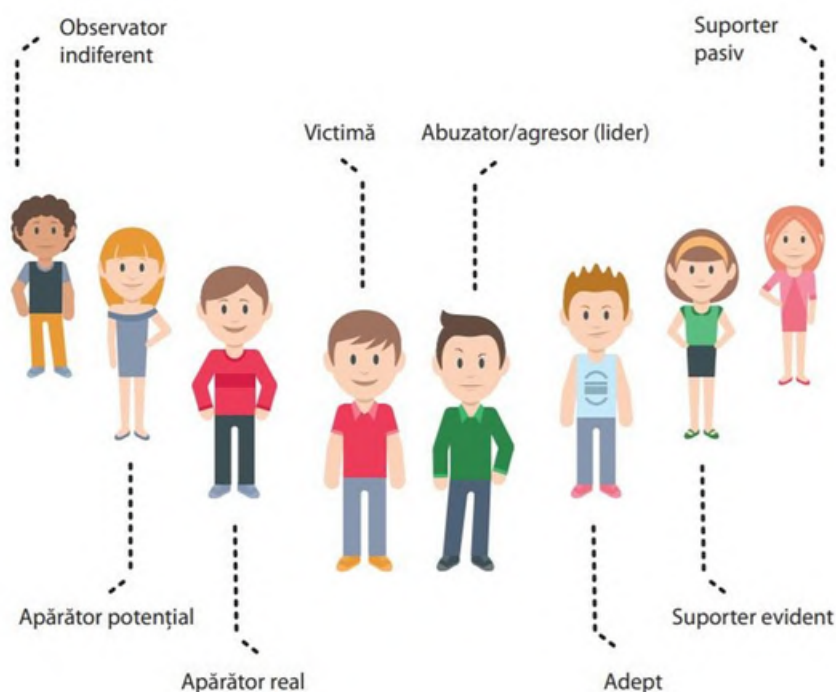 Observator
indiferent
Suporter
pasiv
Victimă
Abuzator/agresor (lider)
Apărător potențial
Suporter evident
Apărător real
Adept